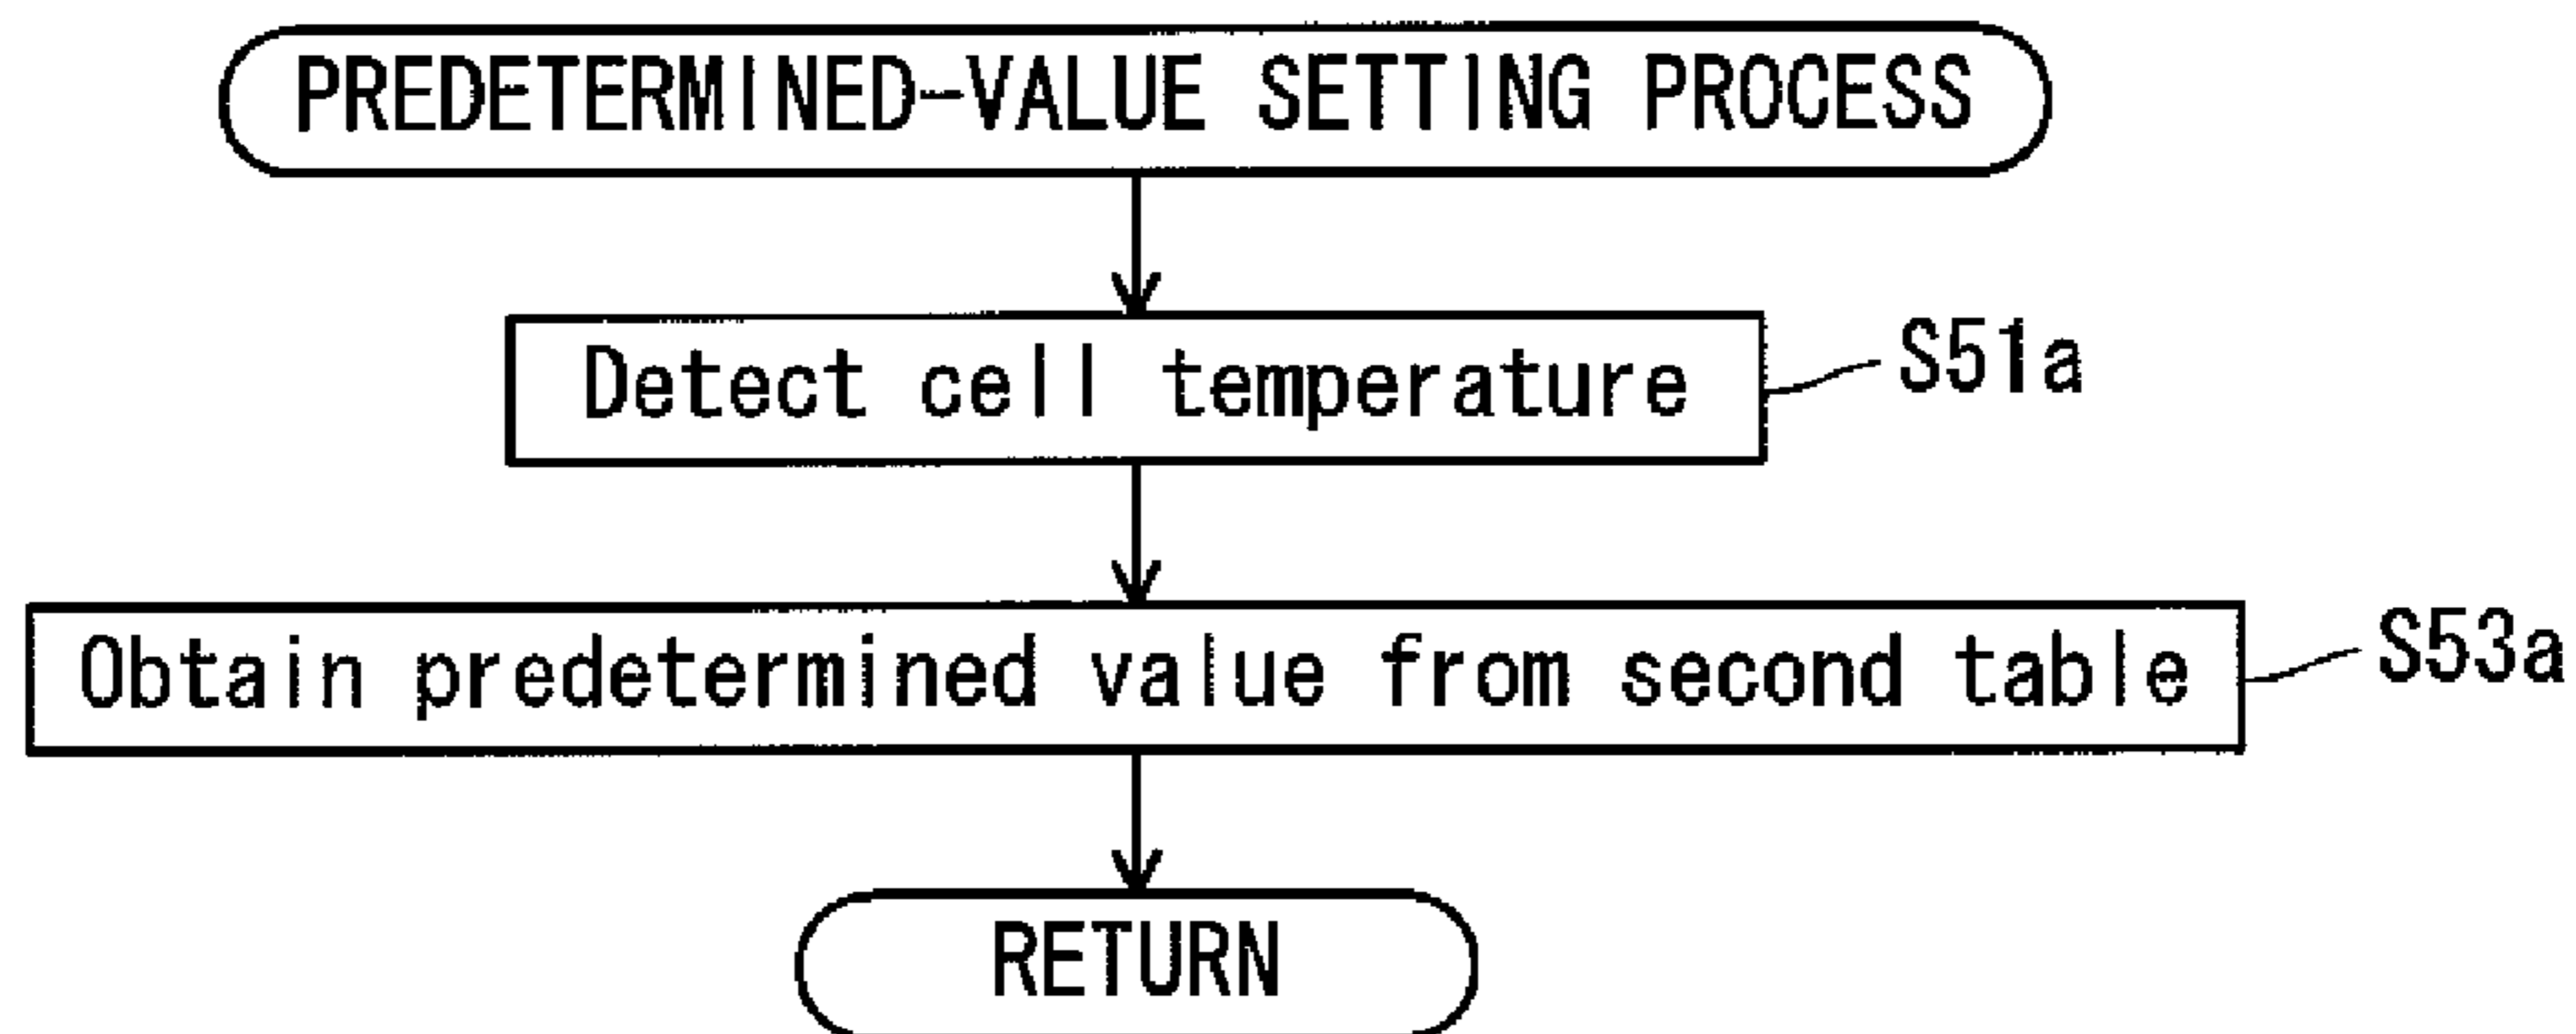 PREDETERMINED-VALUE SETTING PROCESS
Detect cell temperature
S51a
Obtain predetermined value from second table
S53a
RETURN